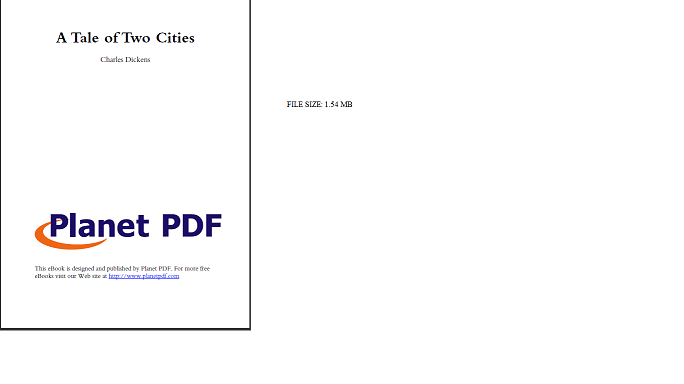 A Tale of Two Cities
Charles Dickens
FILE SIZE: 1.54 MB
Planet PDF
This eBook is designed and published by Planet PDF. For more free
eBooks visit our Web site at http://www.planetpdf.com